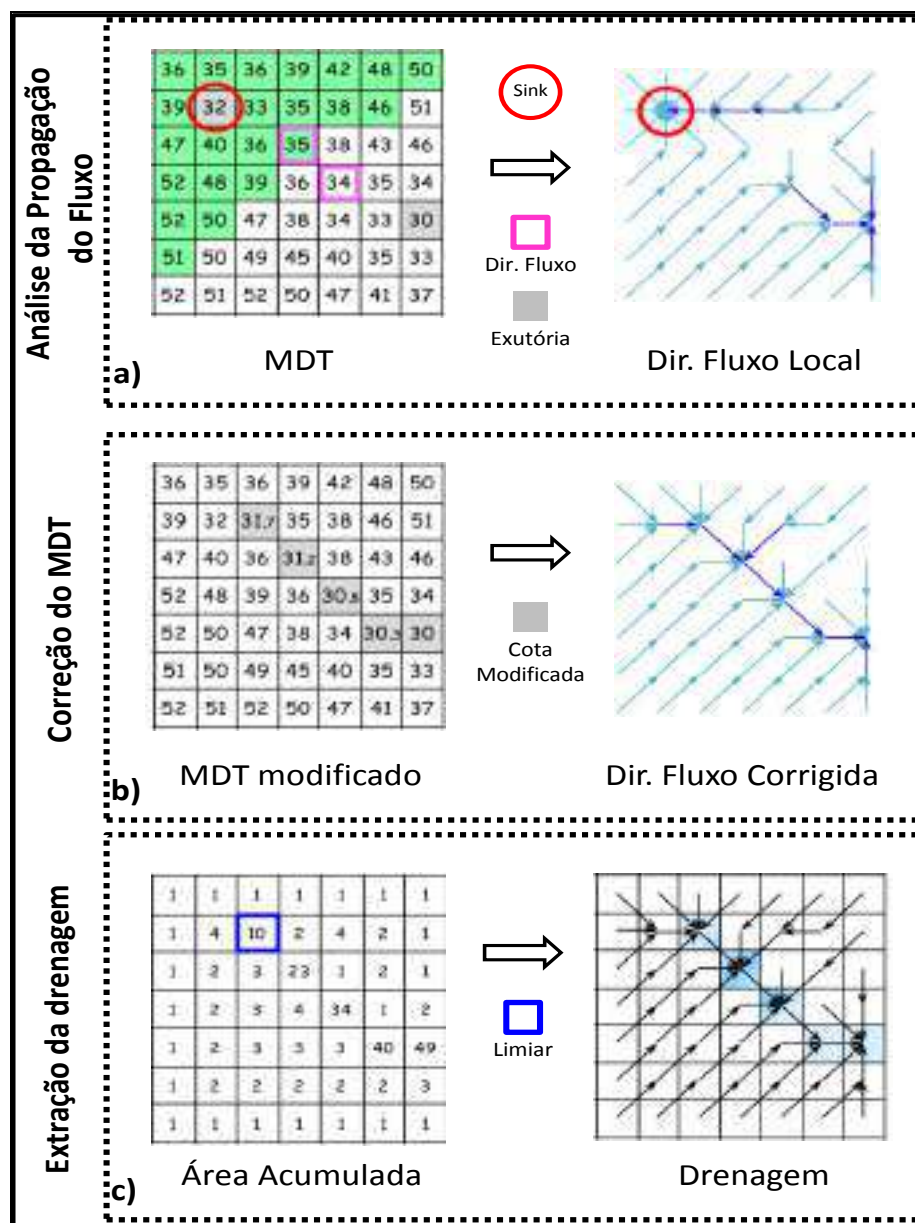 Análise da Propagação
do Fluxo
36 35 36 39 42 48 50
39 32 33 35 38 46 51
47 40 36 35 38 43 46
52 48 39 36 34 35 34
52 50 47 38 34 33 30
51 50 49 45 40 35 33
52 51 52 50 47 41 37
MDT
a)
Sink
Dir. Fluxo
Exutória
Dir. Fluxo Local
Correção do MDT
36 35 36 39 42 48 50
39 32 31,7 35 38 46 51
47 40 36 31,2 38 43 46
52 48 39 36 30,8 35 34
52 50 47 38 34 30,3 30
51 50 49 45 40 35 33
52 51 52 50 47 41 37
MDT modificado
b)
Cota
Modificada
Dir. Fluxo Corrigida
Extração da drenagem
1 1 1 1 1 1 1
1 4 10 2 4 2 1
1 2 3 23 1 2 1
1 2 3 4 34 1 2
1 2 3 3 3 40 49
1 2 2 2 2 2 3
1 1 1 1 1 1 1
Área Acumulada
c)
Limiar
Drenagem